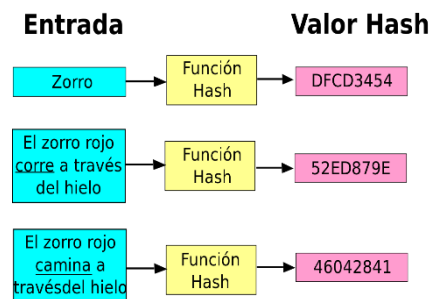 Entrada
Valor Hash
Zorro
Función
Hash
DFCD3454
El zorro rojo
corre a través
del hielo
Función
Hash
52ED879E
El zorro rojo
camina a
travésdel hielo
Función
Hash
46042841